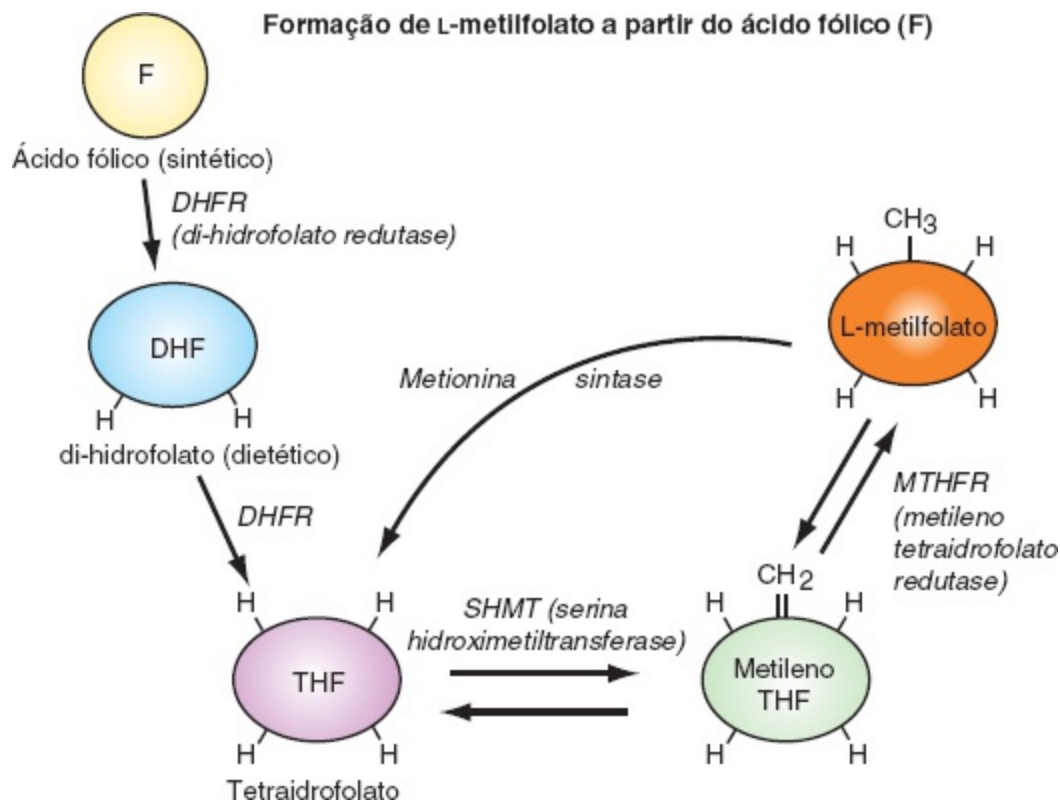 Formação de L-metilfolato a partir do ácido fólico (F)
F
Ácido fólico (sintético)
DHFR
(di-hidrofolato redutase)
DHF
H
H
di-hidrofolato (dietético)
DHFR
Metionina sintase
CH3
H
H
L-metilfolato
H
H
MTHFR
(metileno
tetraidrofolato
redutase)
H
H
THF
H
H
Tetraidrofolato
SHMT (serina
hidroximetiltransferase)
CH2
H
H
Metileno
THF
H
H